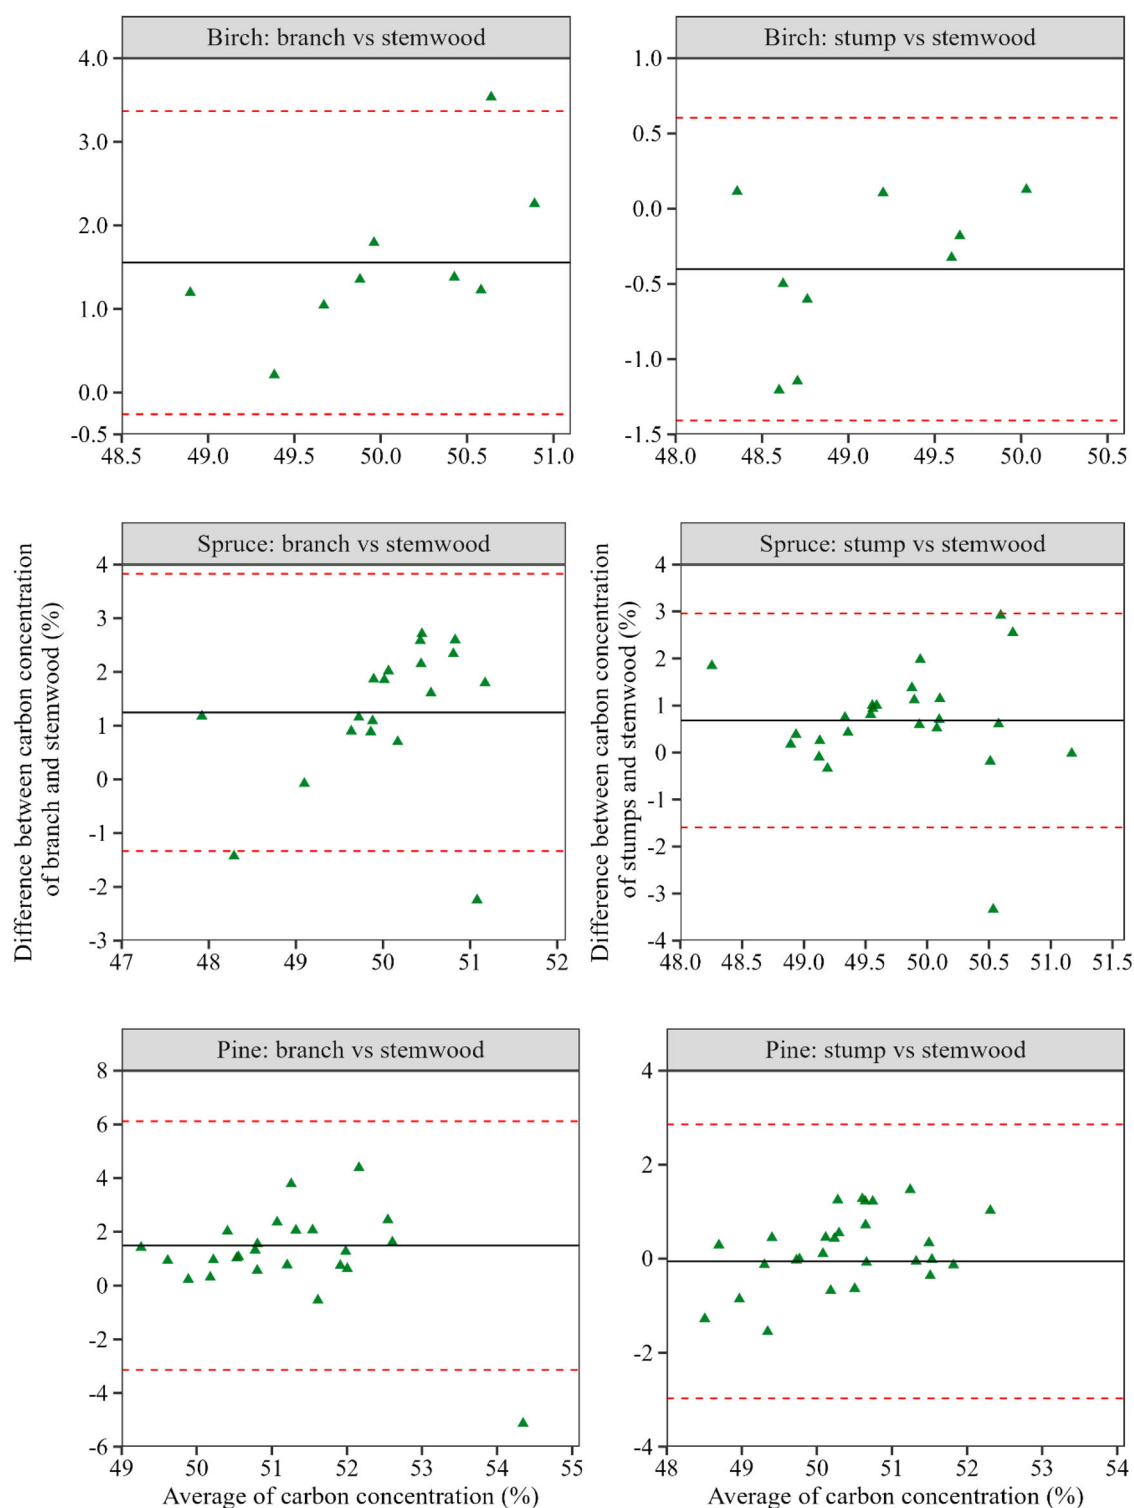 Birch: branch vs stemwood
4.0
3.0
2.0
1.0
0.0
-0.5
48.5 49.0 49.5 50.0 50.5 51.0
Birch: stump vs stemwood
1.0
0.5
0.0
-0.5
-1.0
-1.5
48.0 48.5 49.0 49.5 50.0 50.5
Difference between carbon concentration
of branch and stemwood (%)
Spruce: branch vs stemwood
4
3
2
1
0
-1
-2
-3
47 48 49 50 51 52
Difference between carbon concentration
of stumps and stemwood (%)
Spruce: stump vs stemwood
4
3
2
1
0
-1
-2
-3
-4
48.0 48.5 49.0 49.5 50.0 50.5 51.0 51.5
Pine: branch vs stemwood
8
6
4
2
0
-2
-4
-6
49 50 51 52 53 54 55
Average of carbon concentration (%)
Pine: stump vs stemwood
4
2
0
-2
-4
48 49 50 51 52 53 54
Average of carbon concentration (%)